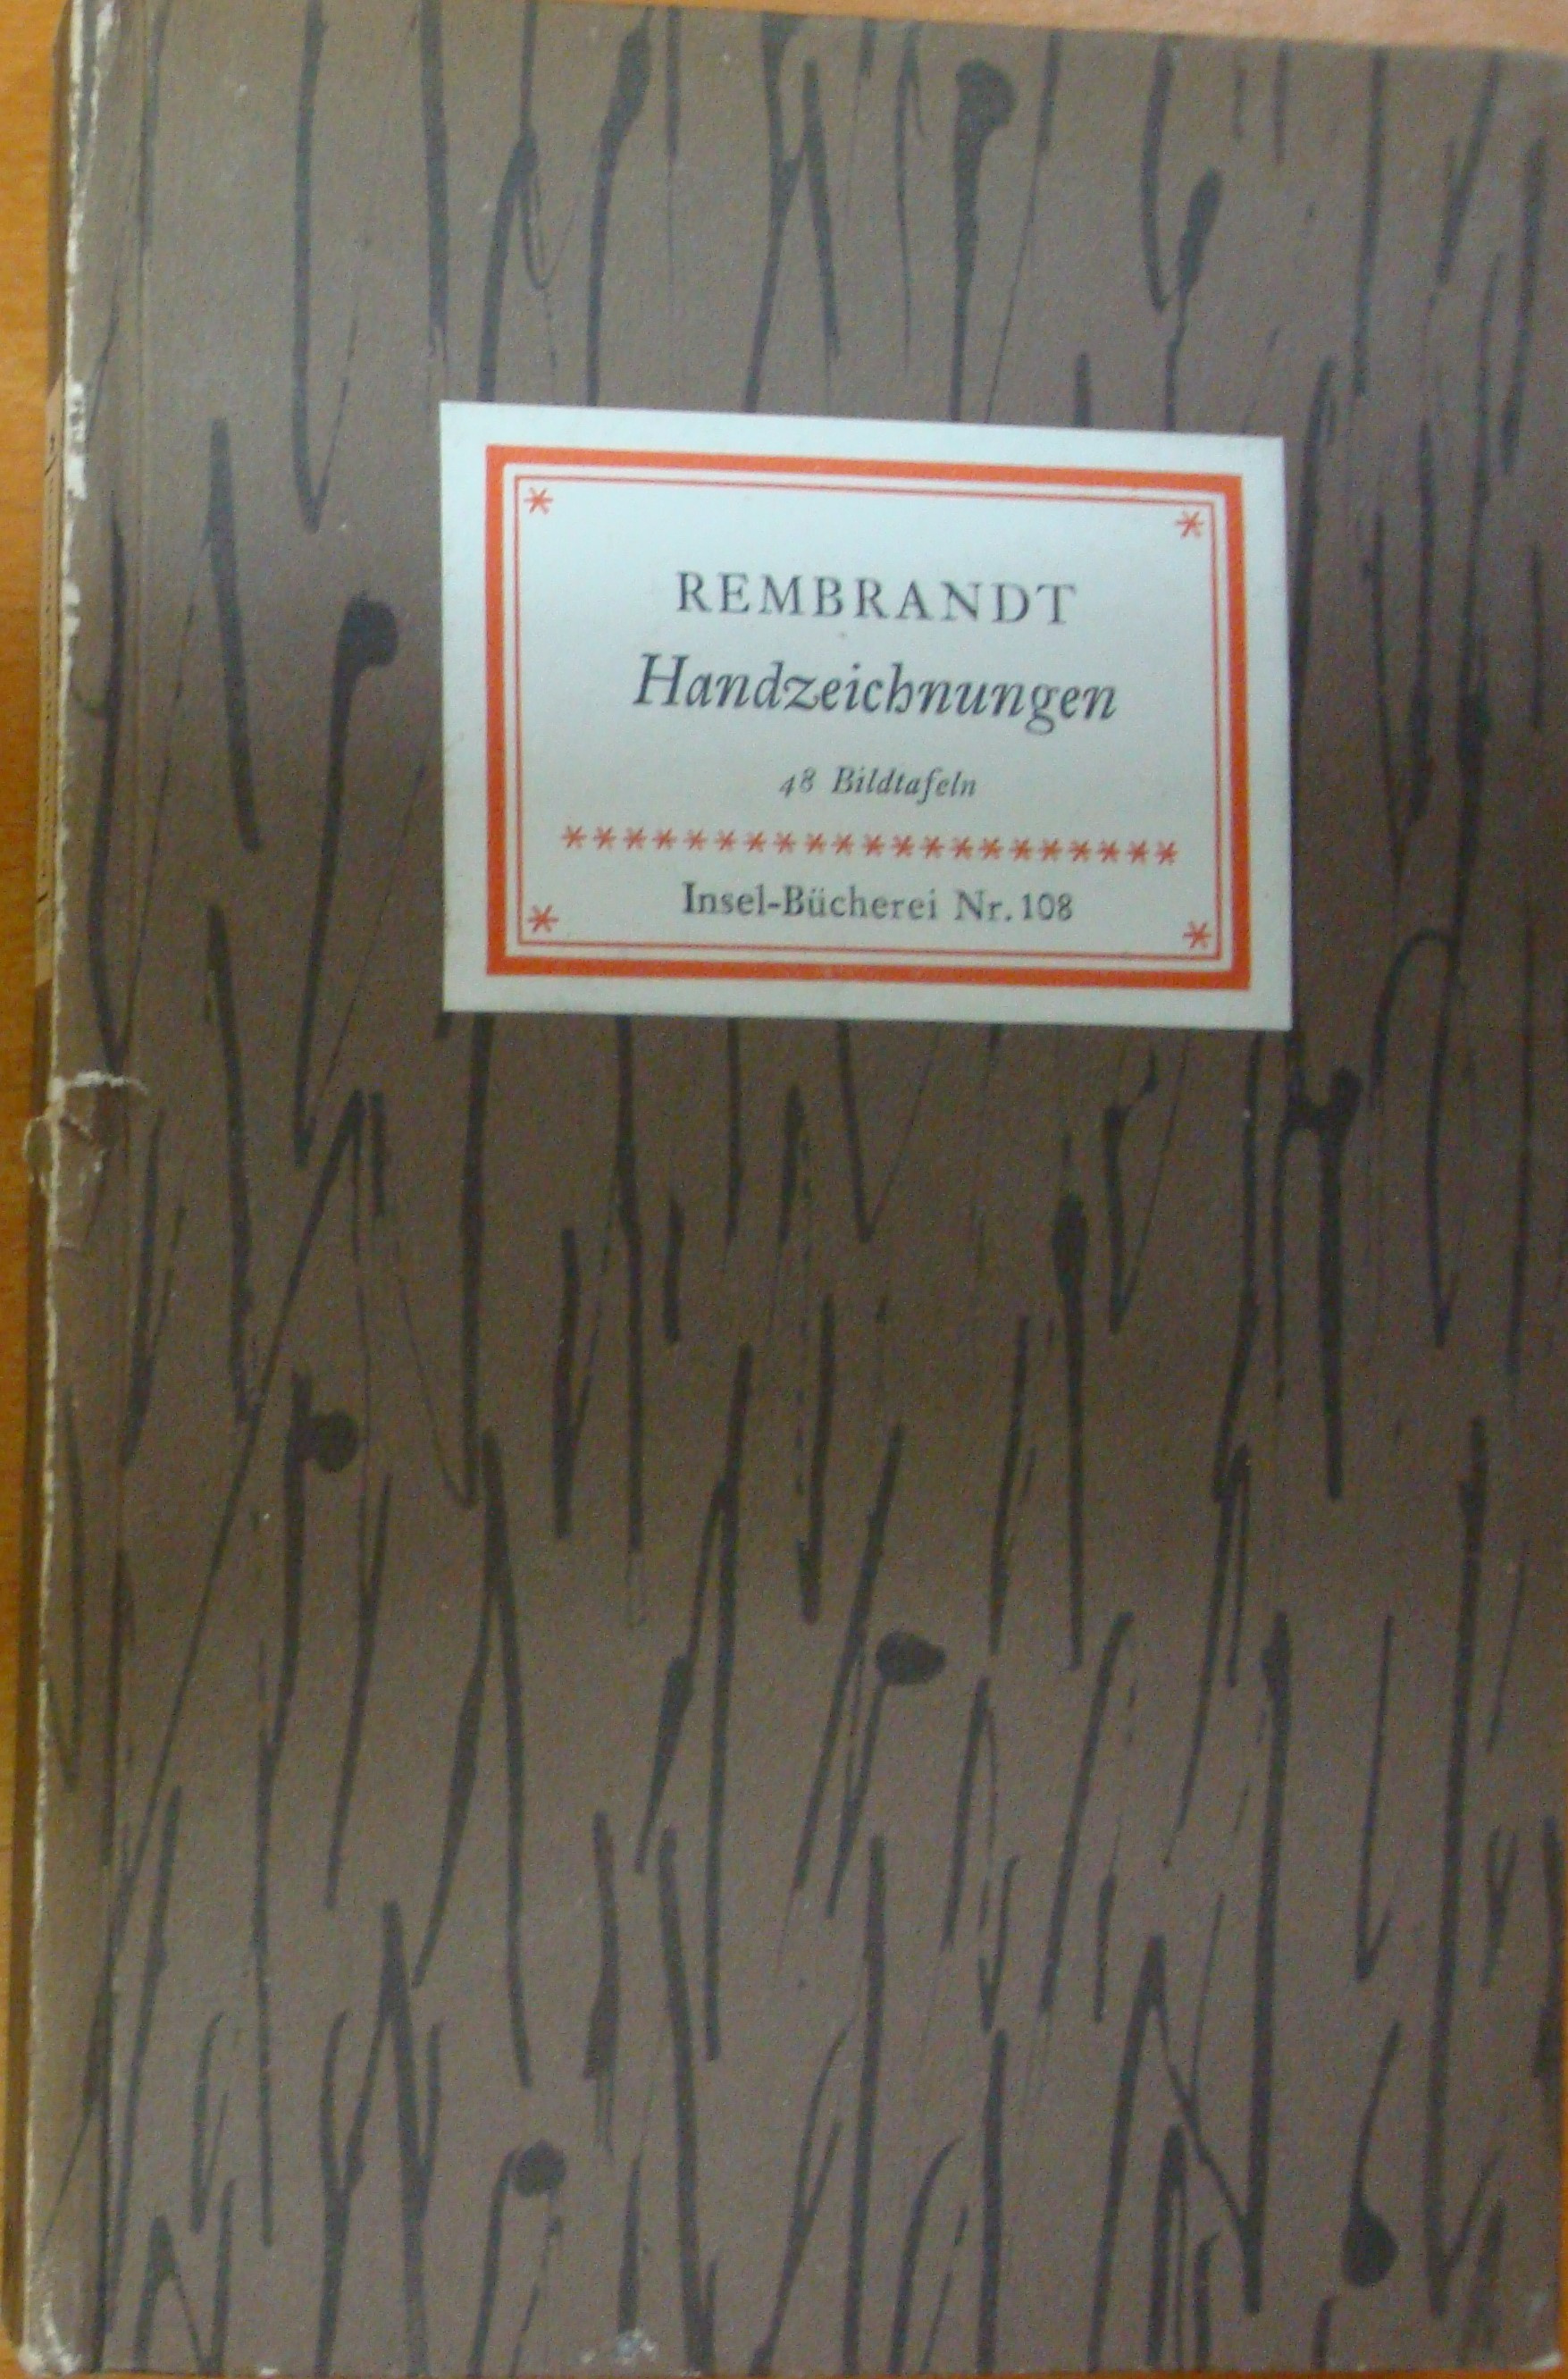 REMBRANDT
Handzeichnungen
48 Bildtafeln
Insel-Bücherei Nr. 108